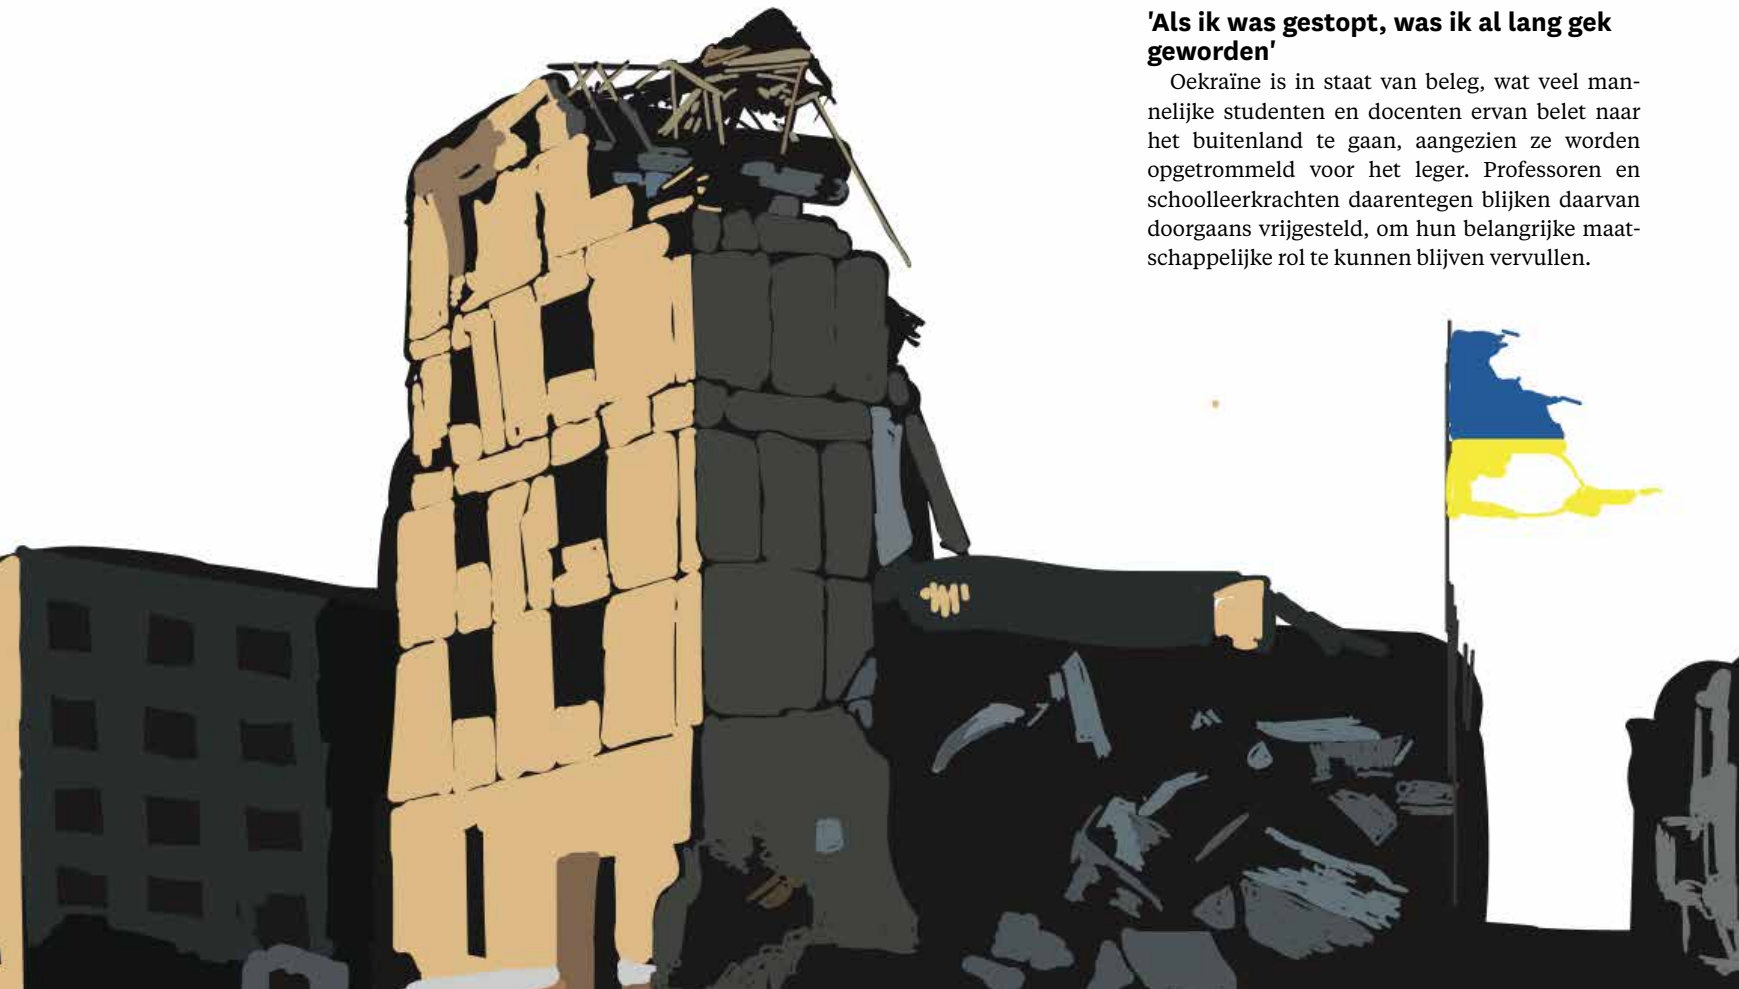 'Als ik was gestopt, was ik al lang gek
geworden'
Oekraïne is in staat van beleg, wat veel man-
nelijke studenten en docenten ervan belet naar
het buitenland te gaan, aangezien ze worden
opgetrommeld voor het leger. Professoren en
schoolleerkrachten daarentegen blijken daarvan
doorgaans vrijgesteld, om hun belangrijke maat-
schappelijke rol te kunnen blijven vervullen.